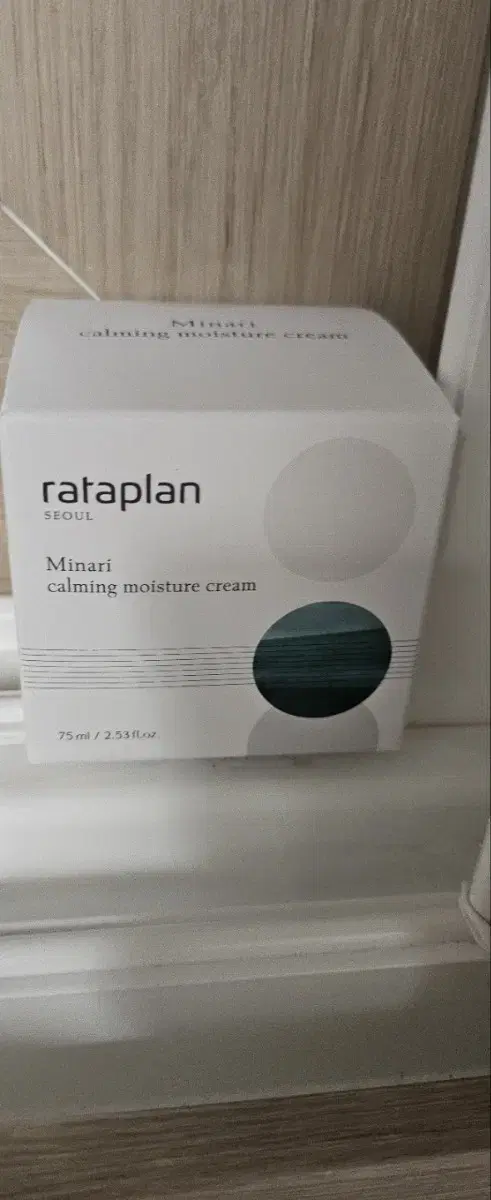 Minari
calming moisture cream
rataplan
SEOUL
Minari
calming moisture cream
75 ml / 2.53 fl.oz.